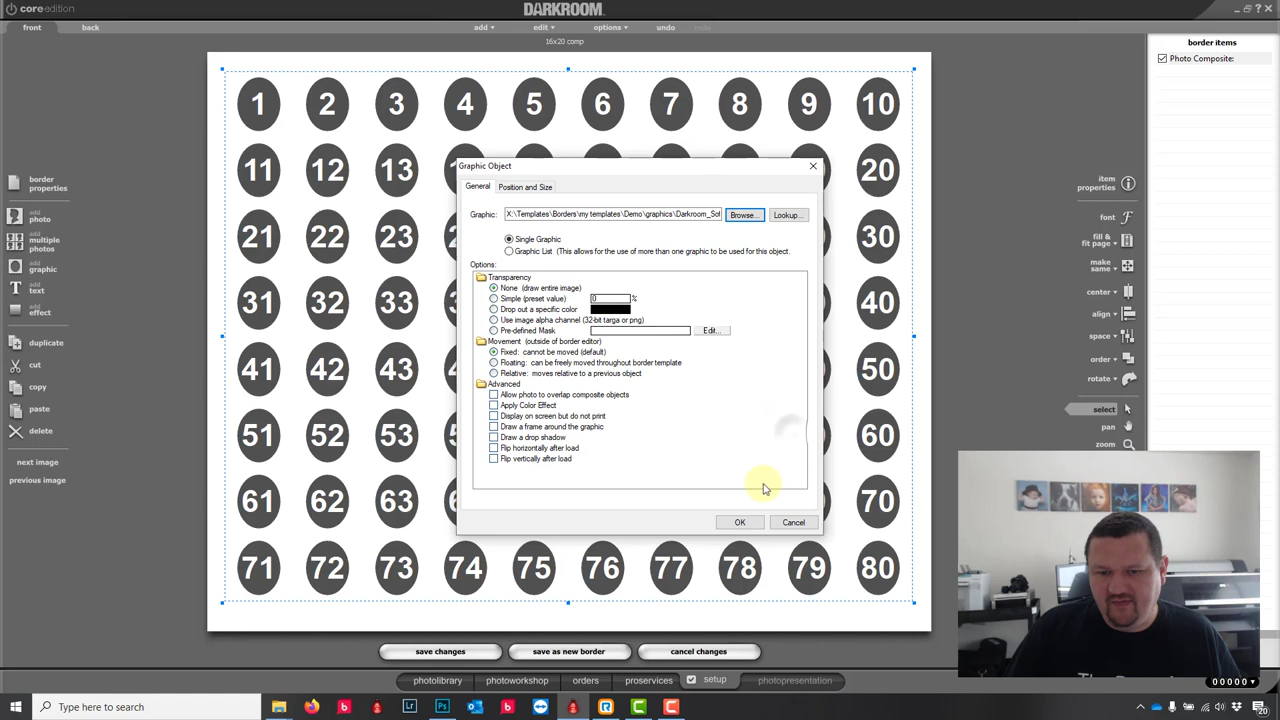 coreedition
DARKROOM
front
back
add
edit
options
undo
redo
16x20 comp
border items
Photo Composite:
border
properties
add
photo
add
multiple
photos
add
graphic
add
text
add
effect
duplicate
cut
copy
paste
delete
next image
previous image
1 2 3 4 5 6 7 8 9 10
11 12 13 20
21 22 23 30
31 32 33 40
41 42 43 50
51 52 53 60
61 62 63 70
71 72 73 74 75 76 77 78 79 80
Graphic Object
General
Position and Size
Graphic:
X:\Templates\Borders\my templates\Demo\graphics\Darkroom_Sof
Browse...
Lookup...
Single Graphic
Graphic List (This allows for the use of more than one graphic to be used for this object.
Options:
Transparency
None (draw entire image)
Simple (preset value)
0
%
Drop out a specific color
Use image alpha channel (32-bit targa or png)
Pre-defined Mask
Edit...
Movement (outside of border editor)
Fixed: cannot be moved (default)
Floating: can be freely moved throughout border template
Relative: moves relative to a previous object
Advanced
Allow photo to overlap composite objects
Apply Color Effect
Display on screen but do not print
Draw a frame around the graphic
Draw a drop shadow
Flip horizontally after load
Flip vertically after load
OK
Cancel
item
properties
font
fill &
fit page
make
same
center
align
space
order
rotate
select
pan
zoom
save changes
save as new border
cancel changes
photolibrary
photoworkshop
orders
proservices
setup
photopresentation
00000
Type here to search
Lr
Ps
20